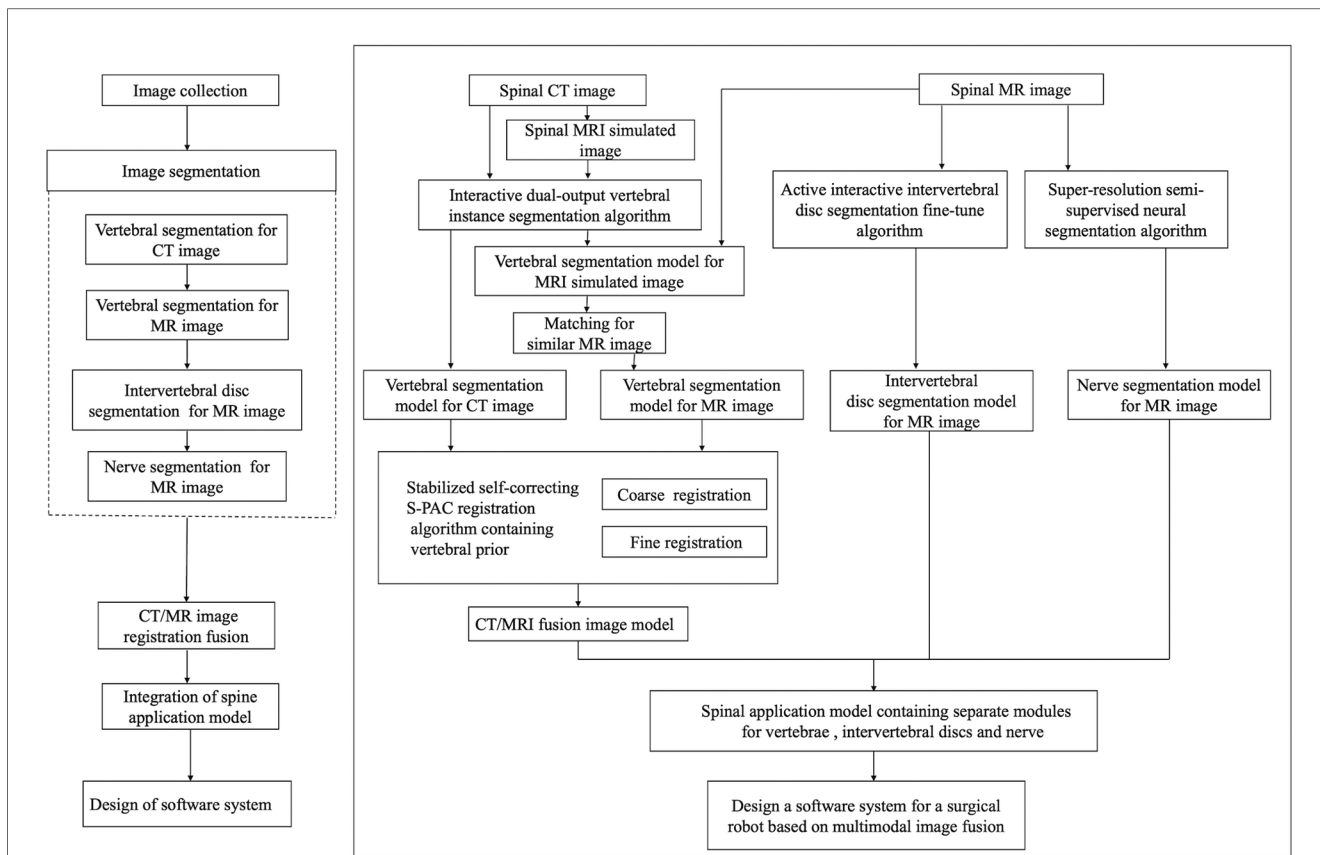 Image collection
Image segmentation
Vertebral segmentation for
CT image
Vertebral segmentation for
MR image
Intervertebral disc
segmentation for MR image
Nerve segmentation for
MR image
CT/MR image
registration fusion
Integration of spine
application model
Design of software system
Spinal CT image
Spinal MR image
Spinal MRI simulated
image
Interactive dual-output vertebral
instance segmentation algorithm
Active interactive intervertebral
disc segmentation fine-tune
algorithm
Super-resolution semi-
supervised neural
segmentation algorithm
Vertebral segmentation model for
MRI simulated image
Matching for
similar MR image
Vertebral segmentation
model for CT image
Vertebral segmentation
model for MR image
Intervertebral
disc segmentation model
for MR image
Nerve segmentation model
for MR image
Stabilized self-correcting
S-PAC registration
algorithm containing
vertebral prior
Coarse registration
Fine registration
CT/MRI fusion image model
Spinal application model containing separate modules
for vertebrae , intervertebral discs and nerve
Design a software system for a surgical
robot based on multimodal image fusion